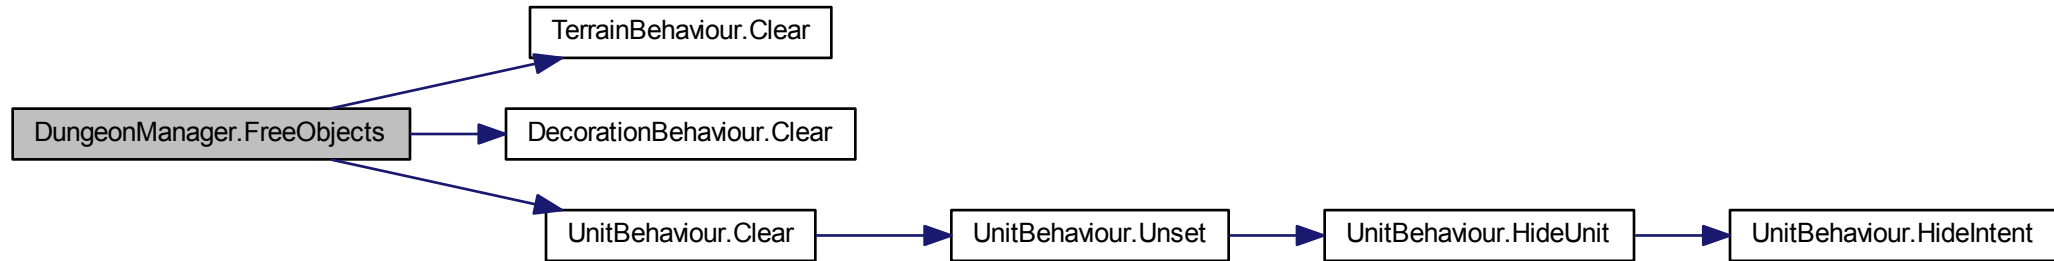 TerrainBehaviour.Clear
DungeonManager.FreeObjects
DecorationBehaviour.Clear
UnitBehaviour.Clear
UnitBehaviour.Unset
UnitBehaviour.HideUnit
UnitBehaviour.HideIntent